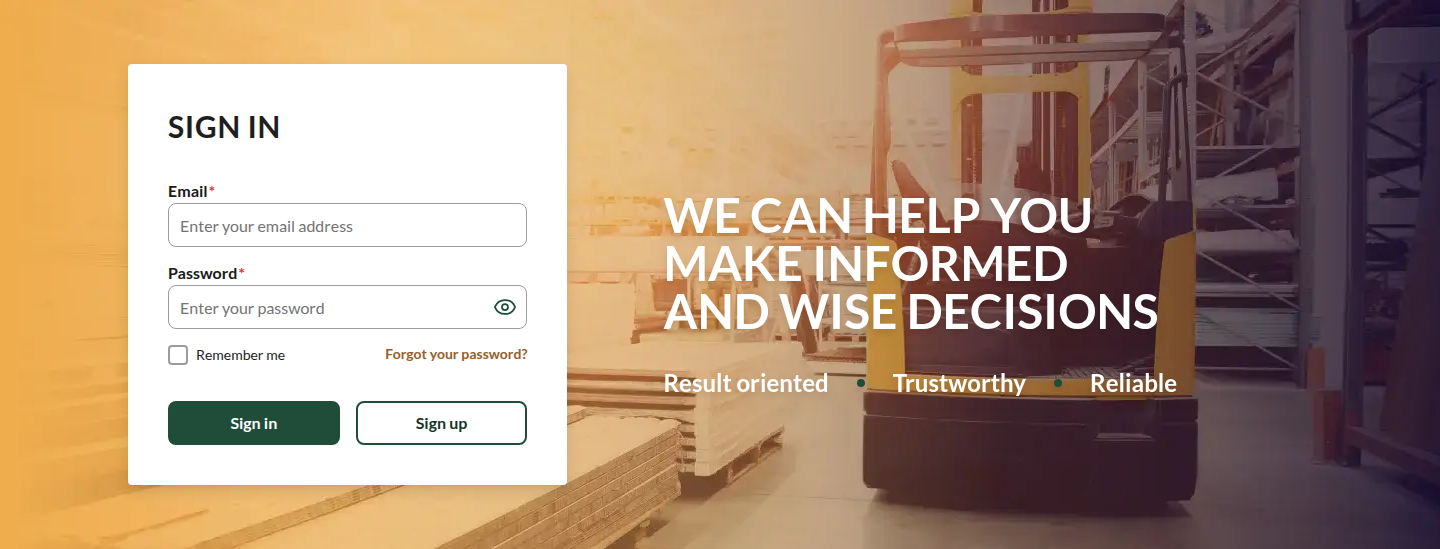 SIGN IN
Email*
Enter your email address
Password*
Enter your password
Remember me
Forgot your password?
Sign in
Sign up
WE CAN HELP YOU
MAKE INFORMED
AND WISE DECISIONS
Result oriented • Trustworthy • Reliable